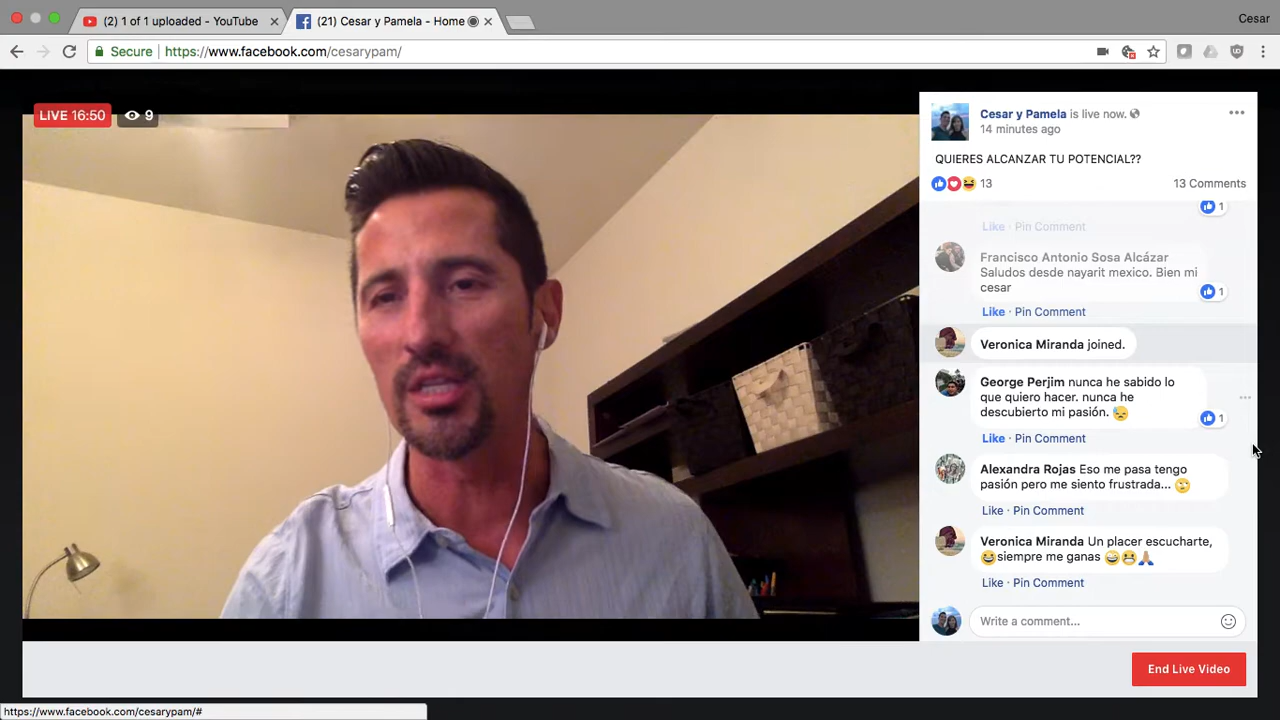 (2) 1 of 1 uploaded - YouTube
(21) Cesar y Pamela - Home
Cesar
Secure
https://www.facebook.com/cesarypam/
LIVE 16:50
9
Cesar y Pamela is live now.
14 minutes ago
QUIERES ALCANZAR TU POTENCIAL??
13
13 Comments
1
Like · Pin Comment
Francisco Antonio Sosa Alcázar
Saludos desde nayarit mexico. Bien mi
cesar
1
Like · Pin Comment
Veronica Miranda joined.
George Perjim nunca he sabido lo
que quiero hacer. nunca he
descubierto mi pasión. 😓
1
Like · Pin Comment
Alexandra Rojas Eso me pasa tengo
pasión pero me siento frustrada... 🙄
Like · Pin Comment
Veronica Miranda Un placer escucharte,
😂siempre me ganas 😅😬🙏🏽
Like · Pin Comment
Write a comment...
End Live Video
https://www.facebook.com/cesarypam/#